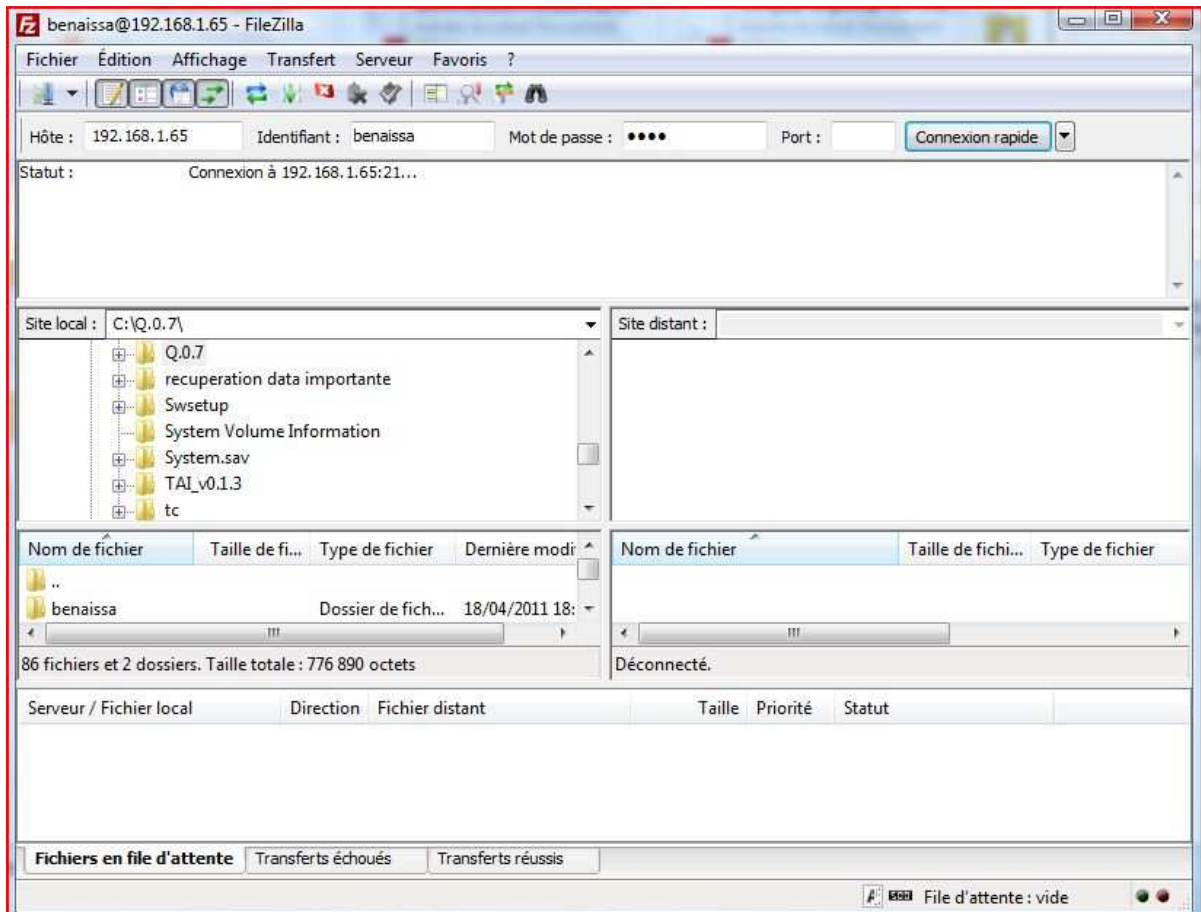 benaissa@192.168.1.65 - FileZilla
Fichier Édition Affichage Transfert Serveur Favoris ?
Hôte : 192.168.1.65 Identifiant : benaissa Mot de passe : •••• Port : Connexion rapide
Statut : Connexion à 192.168.1.65:21...
Site local : C:\Q.0.7\
Site distant :
Q.0.7
recuperation data importante
Swsetup
System Volume Information
System.sav
TAI_v0.1.3
tc
Nom de fichier Taille de fi... Type de fichier Dernière modi
..
benaissa Dossier de fich... 18/04/2011 18:
86 fichiers et 2 dossiers. Taille totale : 776 890 octets
Nom de fichier Taille de fichi... Type de fichier
Déconnecté.
Serveur / Fichier local Direction Fichier distant Taille Priorité Statut
Fichiers en file d'attente Transferts échoués Transferts réussis
File d'attente : vide